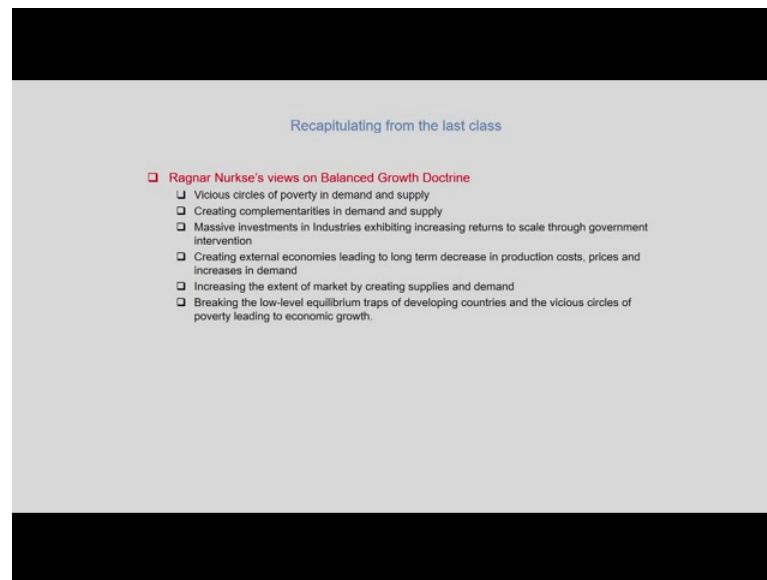 Recapitulating from the last class
Ragnar Nurkse's views on Balanced Growth Doctrine
Vicious circles of poverty in demand and supply
Creating complementarities in demand and supply
Massive investments in Industries exhibiting increasing returns to scale through government
intervention
Creating external economies leading to long term decrease in production costs, prices and
increases in demand
Increasing the extent of market by creating supplies and demand
Breaking the low-level equilibrium traps of developing countries and the vicious circles of
poverty leading to economic growth.